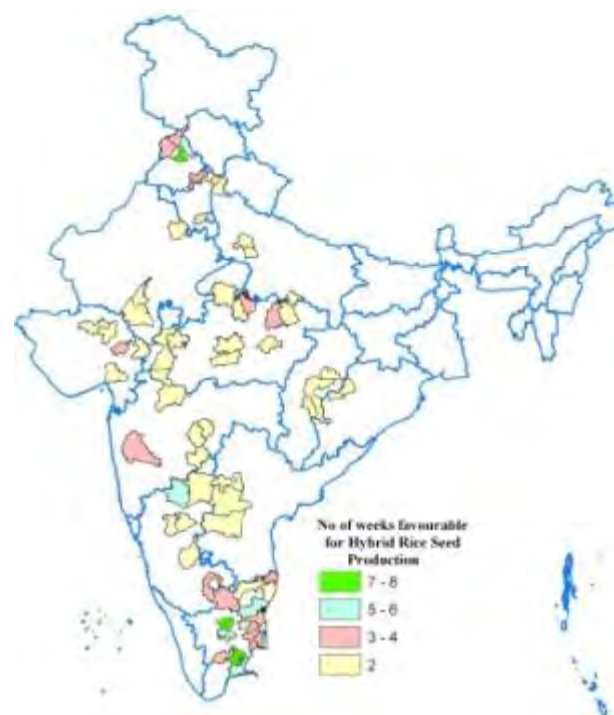 No of weeks favourable
for Hybrid Rice Seed
Production
7 - 8
5 - 6
3 - 4
2